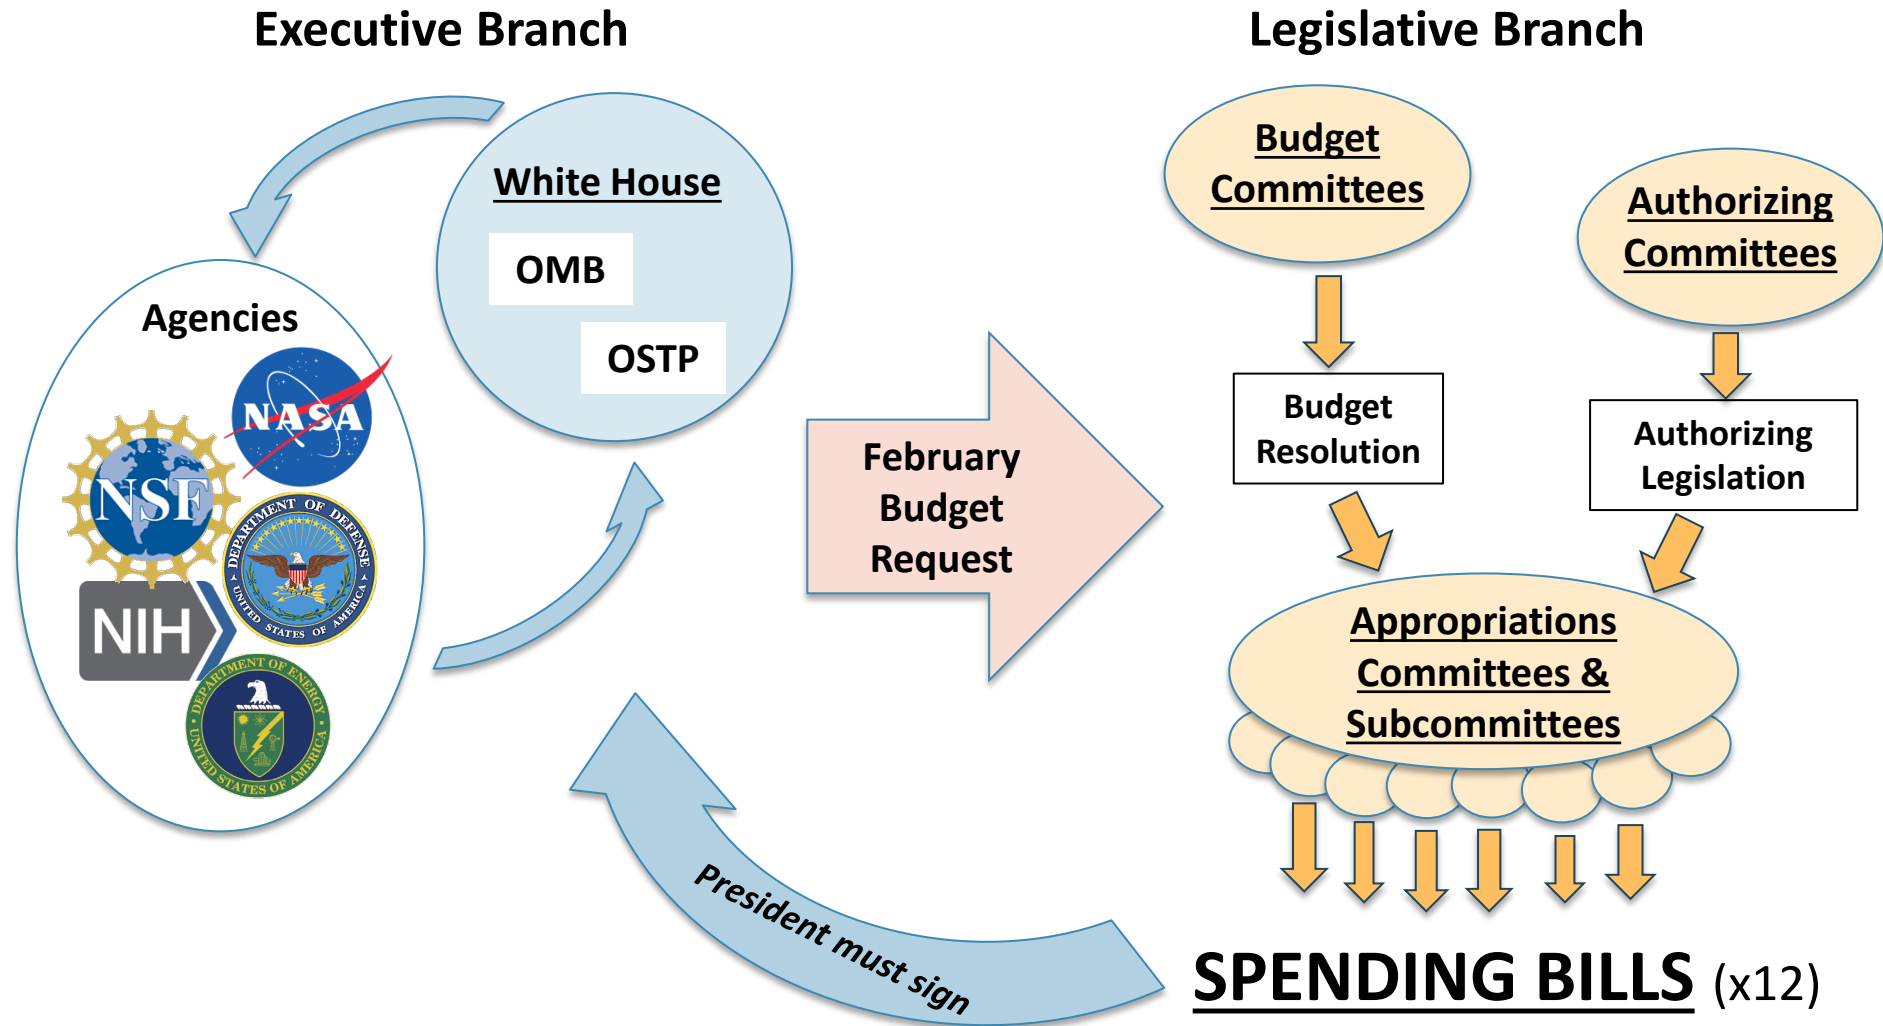 Executive Branch
Legislative Branch
White House
OMB
OSTP
Agencies
NASA
NSF
DEPARTMENT OF DEFENSE
UNITED STATES OF AMERICA
NIH
DEPARTMENT OF ENERGY
UNITED STATES OF AMERICA
February
Budget
Request
Budget
Committees
Authorizing
Committees
Budget
Resolution
Authorizing
Legislation
Appropriations
Committees &
Subcommittees
President must sign
SPENDING BILLS (x12)